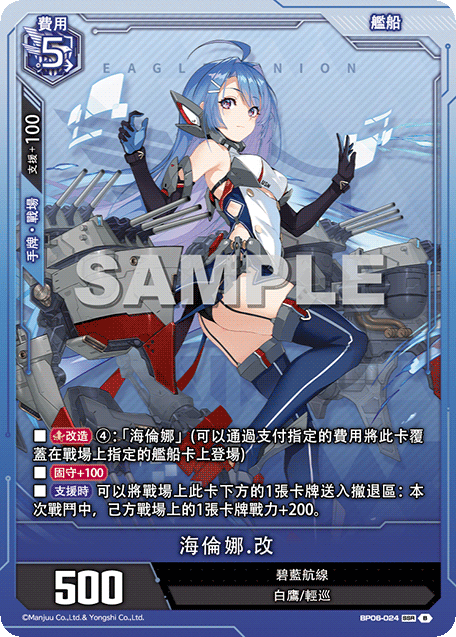 費用
5
艦船
EAGLE UNION
支援+100
手牌・戰場
SAMPLE
■ 改造 ④:「海倫娜」(可以通過支付指定的費用將此卡覆
蓋在戰場上指定的艦船卡上登場)
■ 固守+100
■ 支援時 可以將戰場上此卡下方的1張卡牌送入撤退區:本
次戰鬥中,己方戰場上的1張卡牌戰力+200。
海倫娜.改
500
碧藍航線
白鷹/輕巡
©Manjuu Co.,Ltd.& Yongshi Co.,Ltd.
BP06-024 SSR B